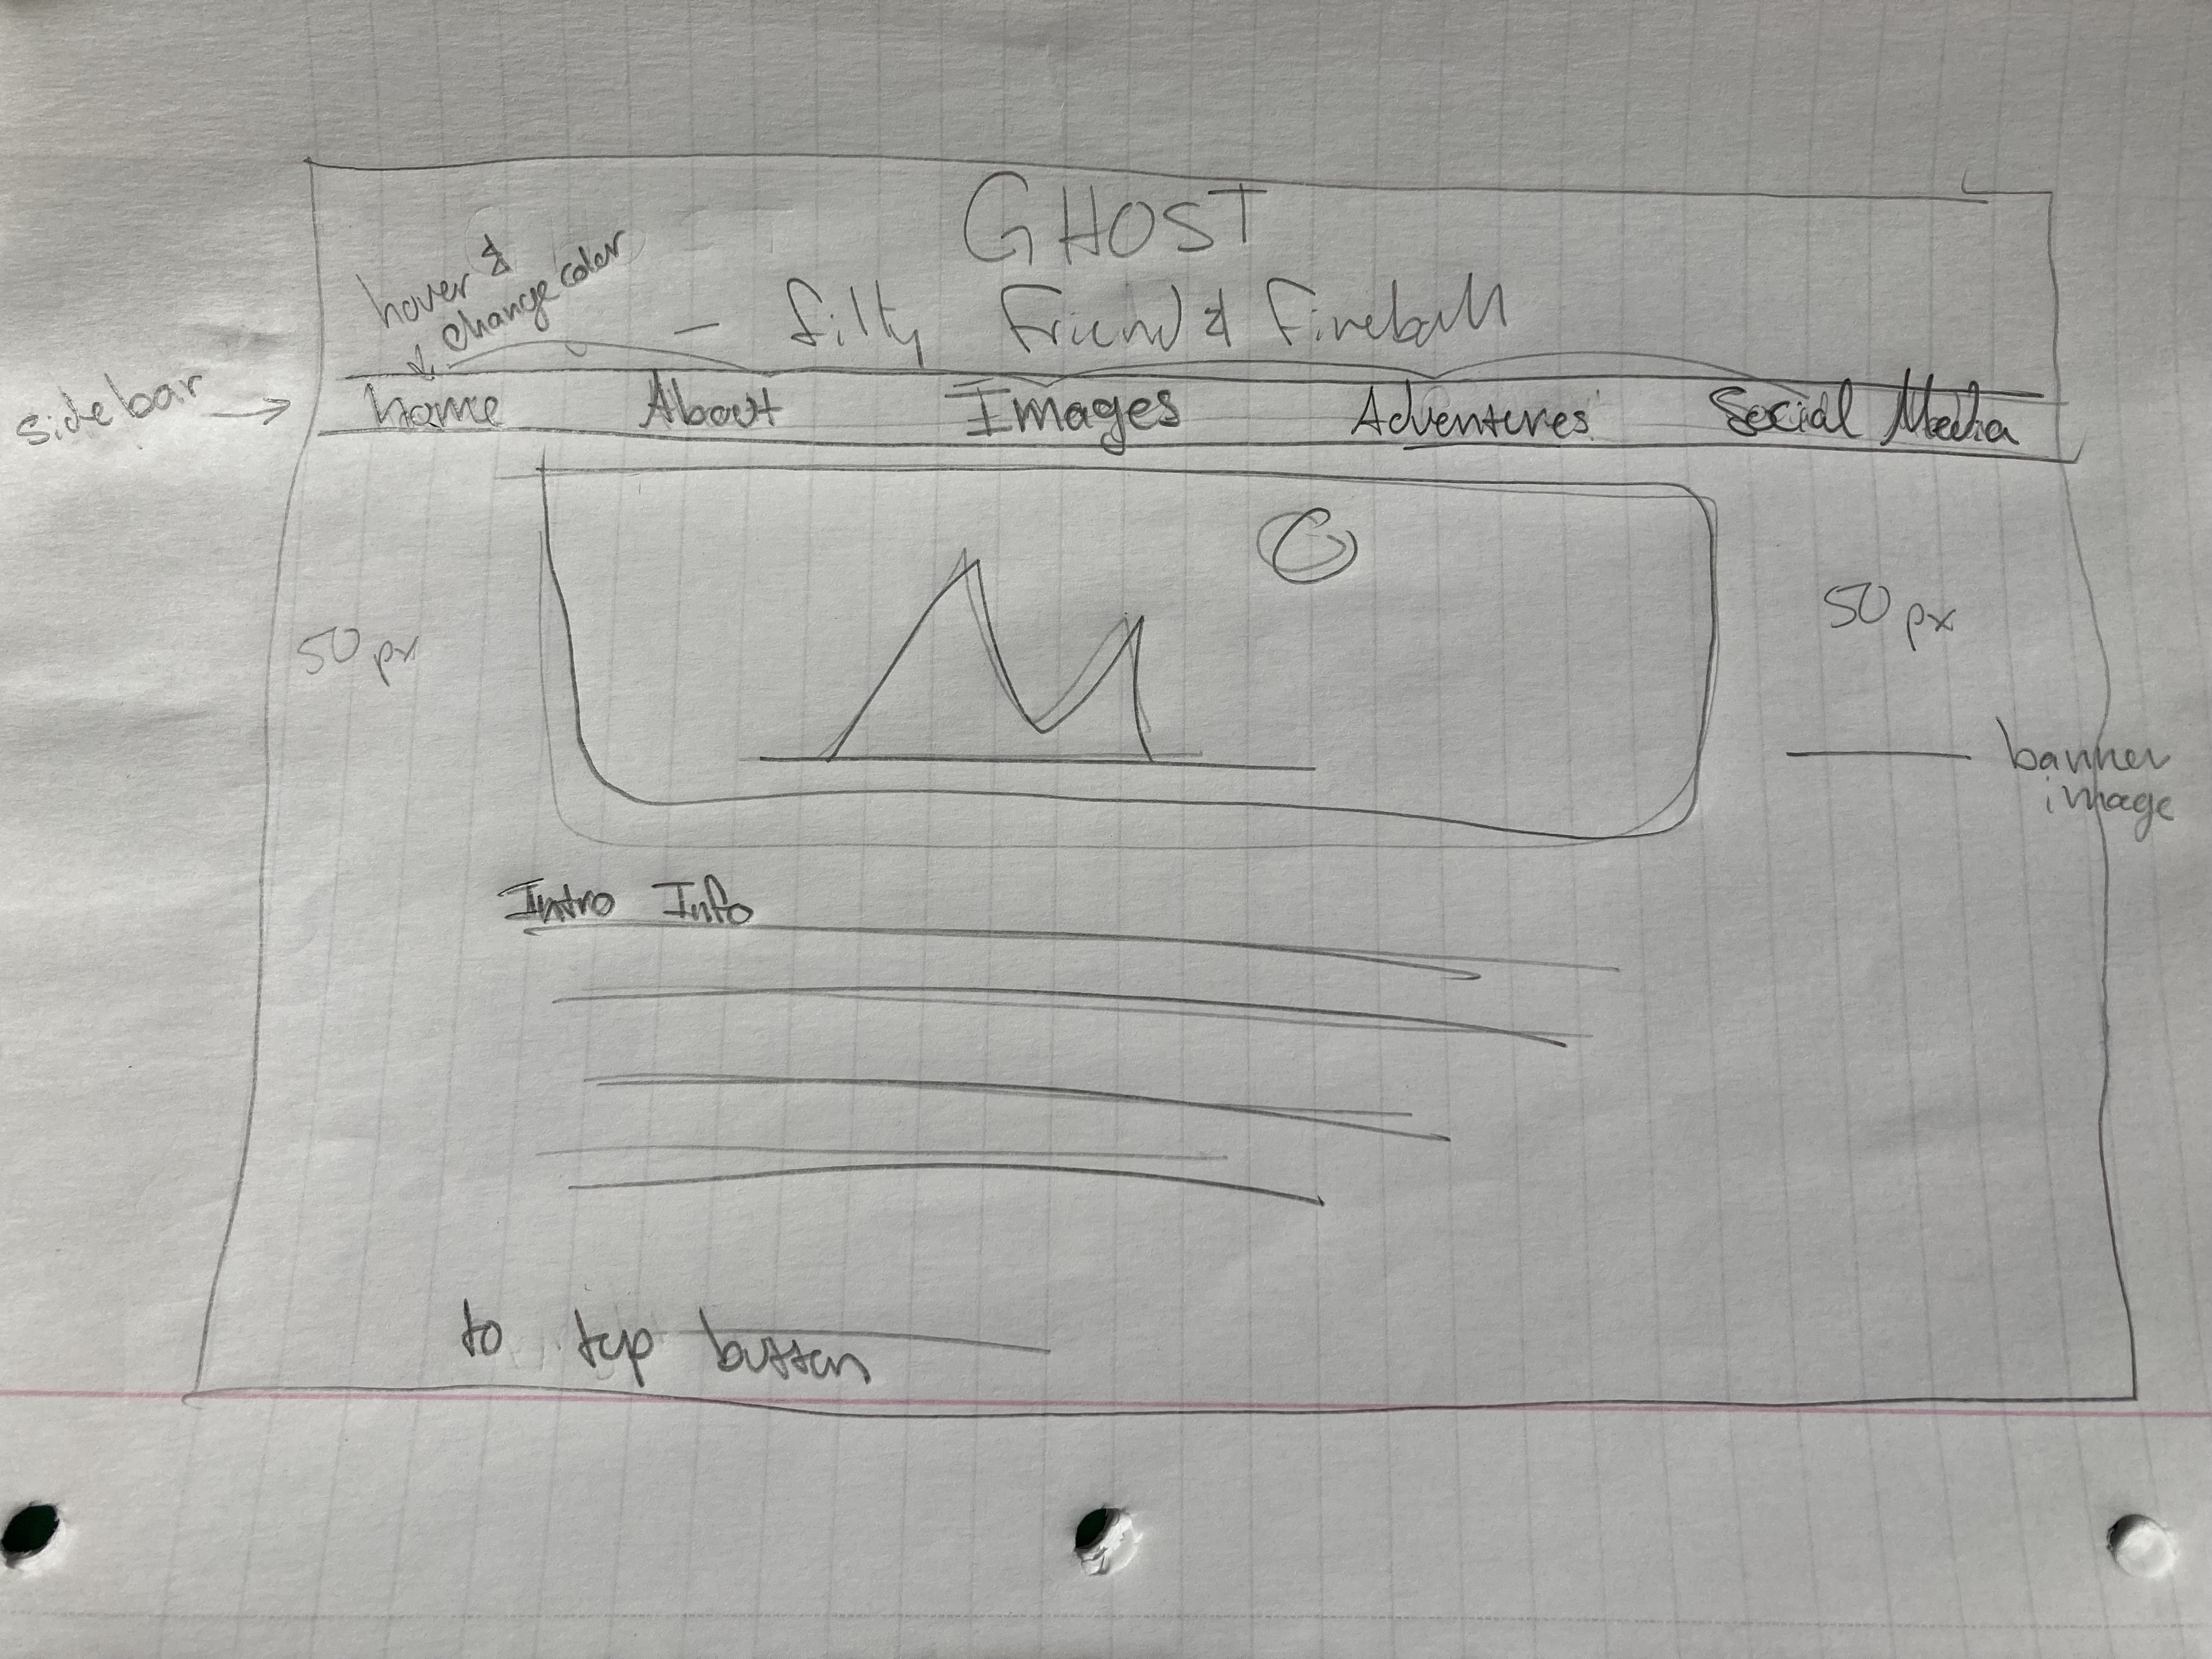 GHOST
hover &
change color
- Silly Friend & Fireball
sidebar
home About Images Adventures Social Media
50 px
50 px
banner
image
Intro Info
to top button